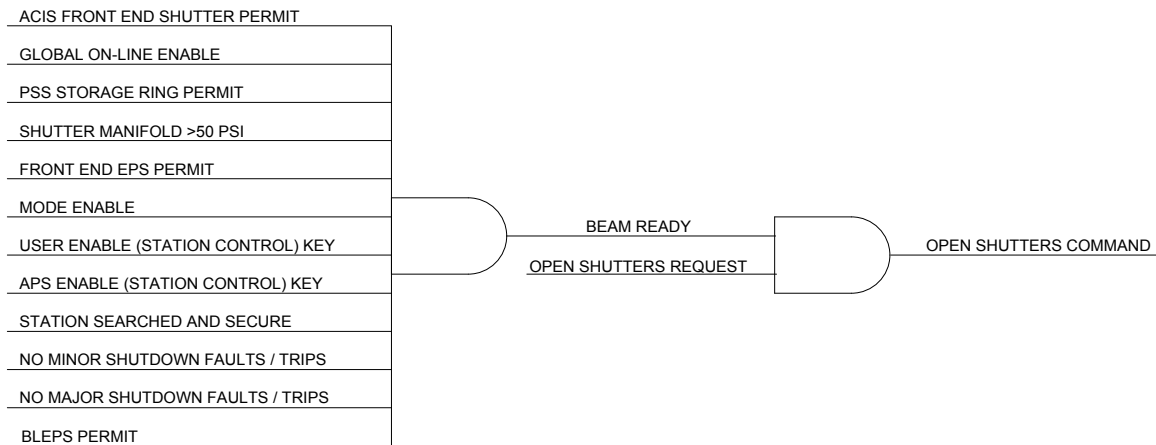 ACIS FRONT END SHUTTER PERMIT
GLOBAL ON-LINE ENABLE
PSS STORAGE RING PERMIT
SHUTTER MANIFOLD >50 PSI
FRONT END EPS PERMIT
MODE ENABLE
USER ENABLE (STATION CONTROL) KEY
APS ENABLE (STATION CONTROL) KEY
STATION SEARCHED AND SECURE
NO MINOR SHUTDOWN FAULTS / TRIPS
NO MAJOR SHUTDOWN FAULTS / TRIPS
BLEPS PERMIT
BEAM READY
OPEN SHUTTERS REQUEST
OPEN SHUTTERS COMMAND